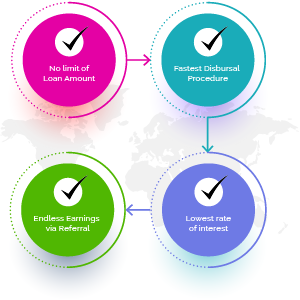 No limit of
Loan Amount
Fastest Disbursal
Procedure
Lowest rate
of interest
Endless Earnings
via Referral